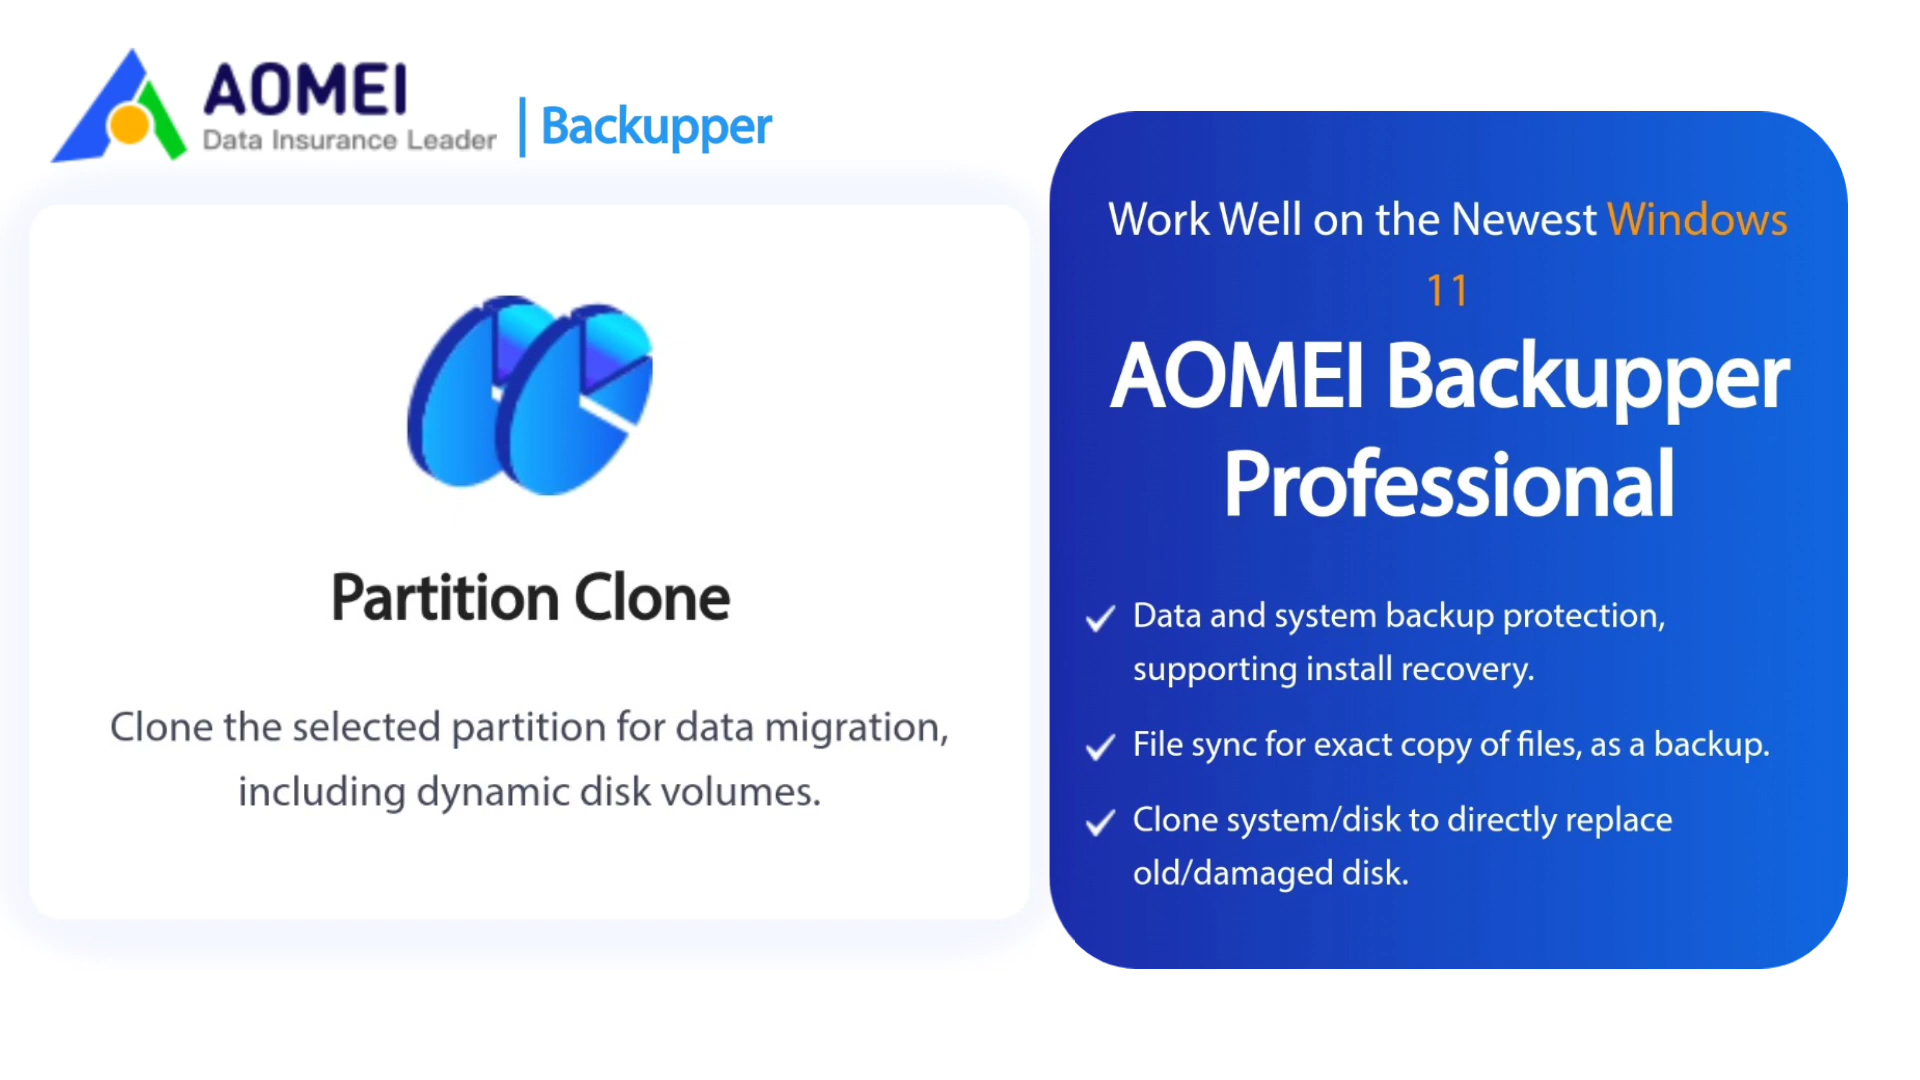 AOMEI
Data Insurance Leader
| Backupper
Partition Clone
Clone the selected partition for data migration,
including dynamic disk volumes.
Work Well on the Newest Windows
11
AOMEI Backupper
Professional
Data and system backup protection,
supporting install recovery.
File sync for exact copy of files, as a backup.
Clone system/disk to directly replace
old/damaged disk.